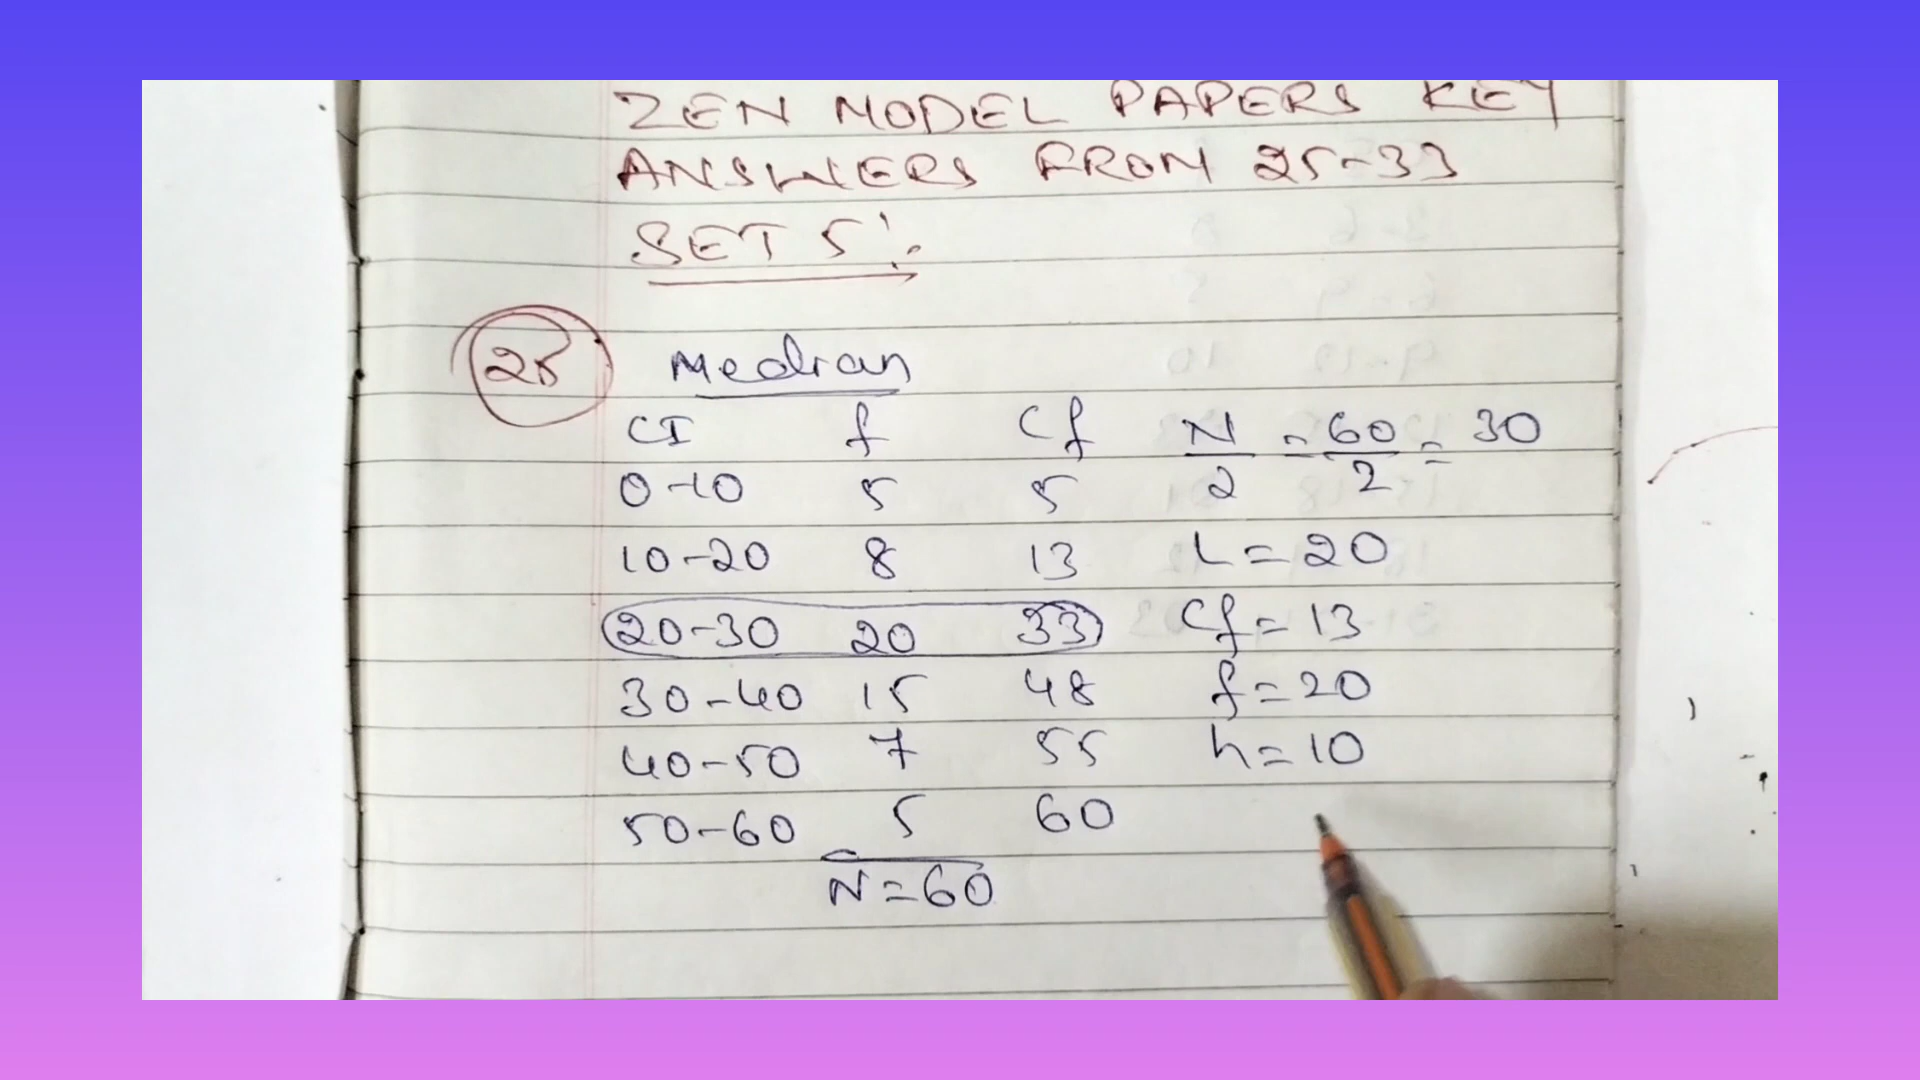 ZEN MODEL PAPERS KEY
ANSWERS FROM 25-33
SET 5:
25 Median
CI f Cf N/2 = 60/2 = 30
0-10 5 5
10-20 8 13 L = 20
20-30 20 33 Cf = 13
30-40 15 48 f = 20
40-50 7 55 h = 10
50-60 5 60
N = 60